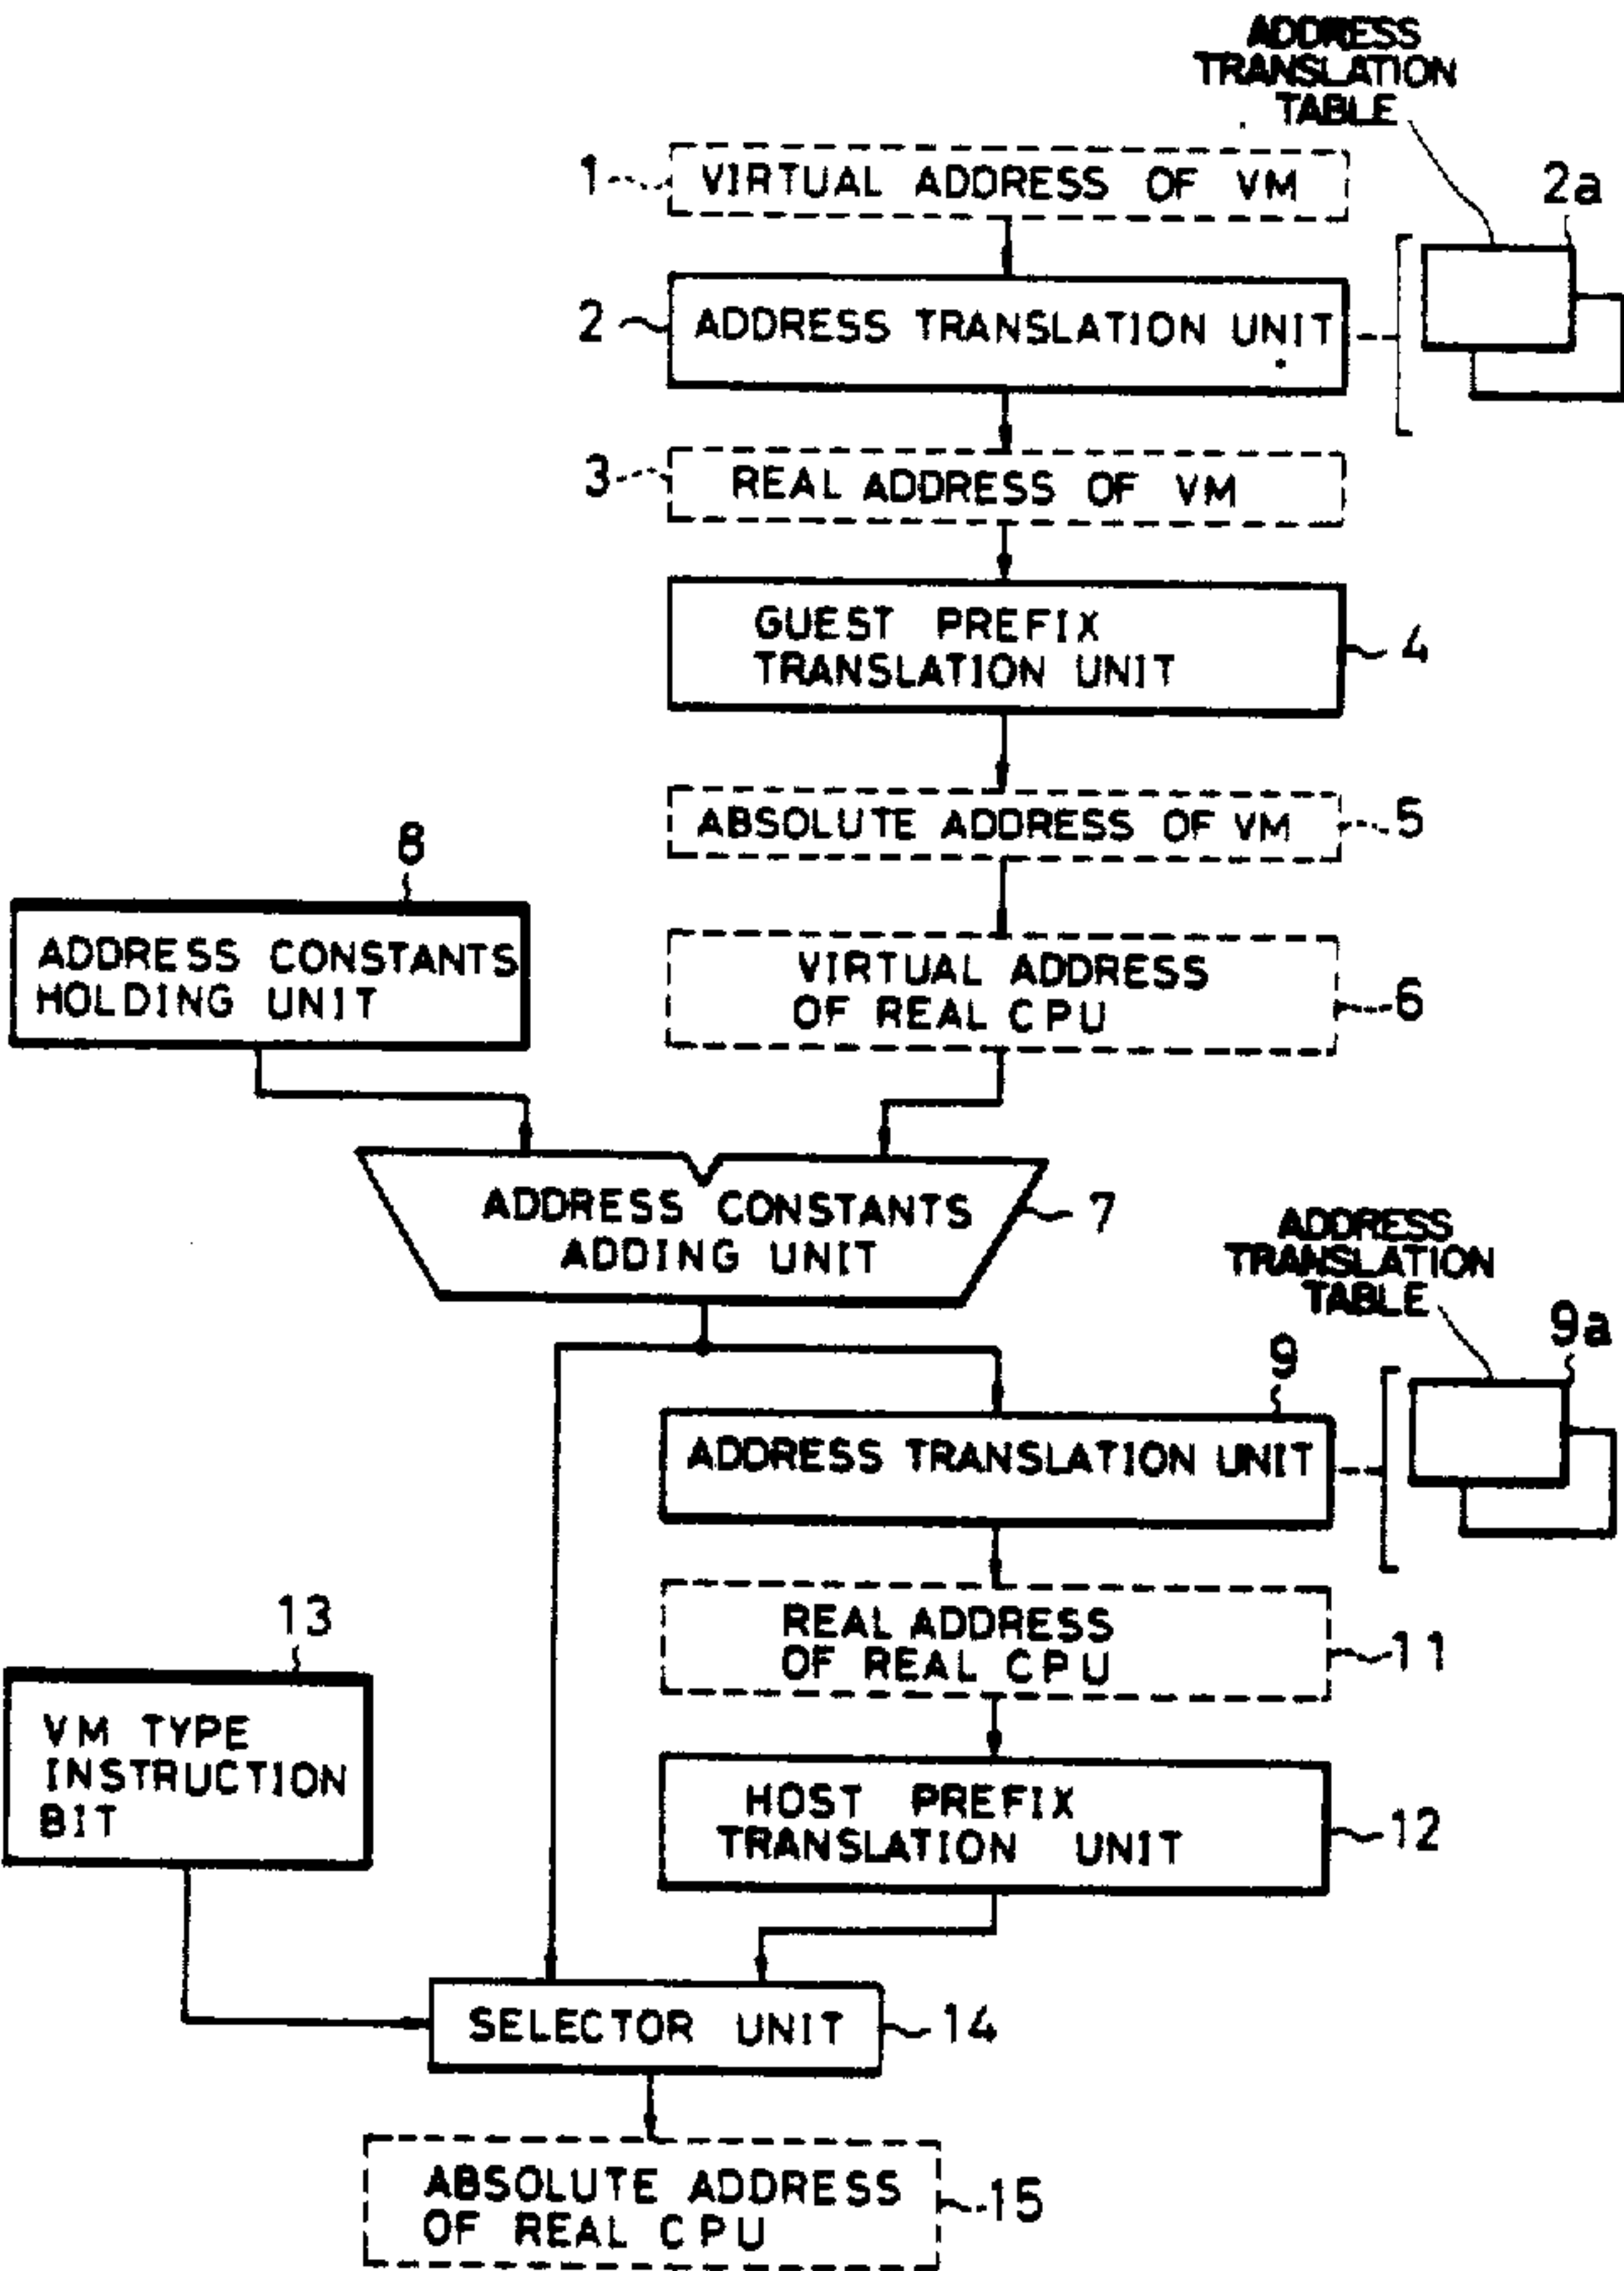 ADDRESS
TRANSLATION
TABLE
2a
1
VIRTUAL ADDRESS OF VM
2
ADDRESS TRANSLATION UNIT
3
REAL ADDRESS OF VM
GUEST PREFIX
TRANSLATION UNIT
4
ABSOLUTE ADDRESS OF VM
5
8
ADDRESS CONSTANTS
HOLDING UNIT
VIRTUAL ADDRESS
OF REAL CPU
6
ADDRESS CONSTANTS
ADDING UNIT
7
ADDRESS
TRANSLATION
TABLE
9a
9
ADDRESS TRANSLATION UNIT
REAL ADDRESS
OF REAL CPU
11
13
VM TYPE
INSTRUCTION
BIT
HOST PREFIX
TRANSLATION UNIT
12
SELECTOR UNIT
14
ABSOLUTE ADDRESS
OF REAL CPU
15